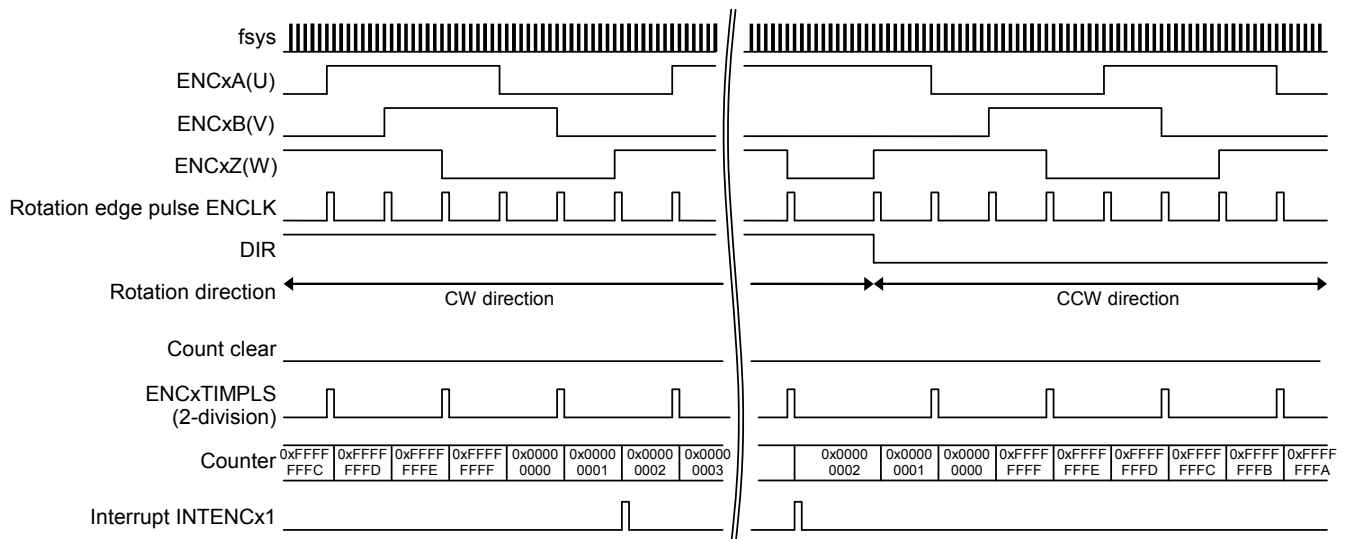 fsys
ENCxA(U)
ENCxB(V)
ENCxZ(W)
Rotation edge pulse ENCLK
DIR
Rotation direction
CW direction
CCW direction
Count clear
ENCxTIMPLS
(2-division)
Counter
0xFFFF 0xFFFF 0xFFFF 0xFFFF 0x0000 0x0000 0x0000 0x0000 0x0000 0x0000 0x0000 0xFFFF 0xFFFF 0xFFFF 0xFFFF 0xFFFF 0xFFFF
FFFC FFFD FFFE FFFF 0000 0001 0002 0003 0002 0001 0000 FFFF FFFE FFFD FFFC FFFB FFFA
Interrupt INTENCx1